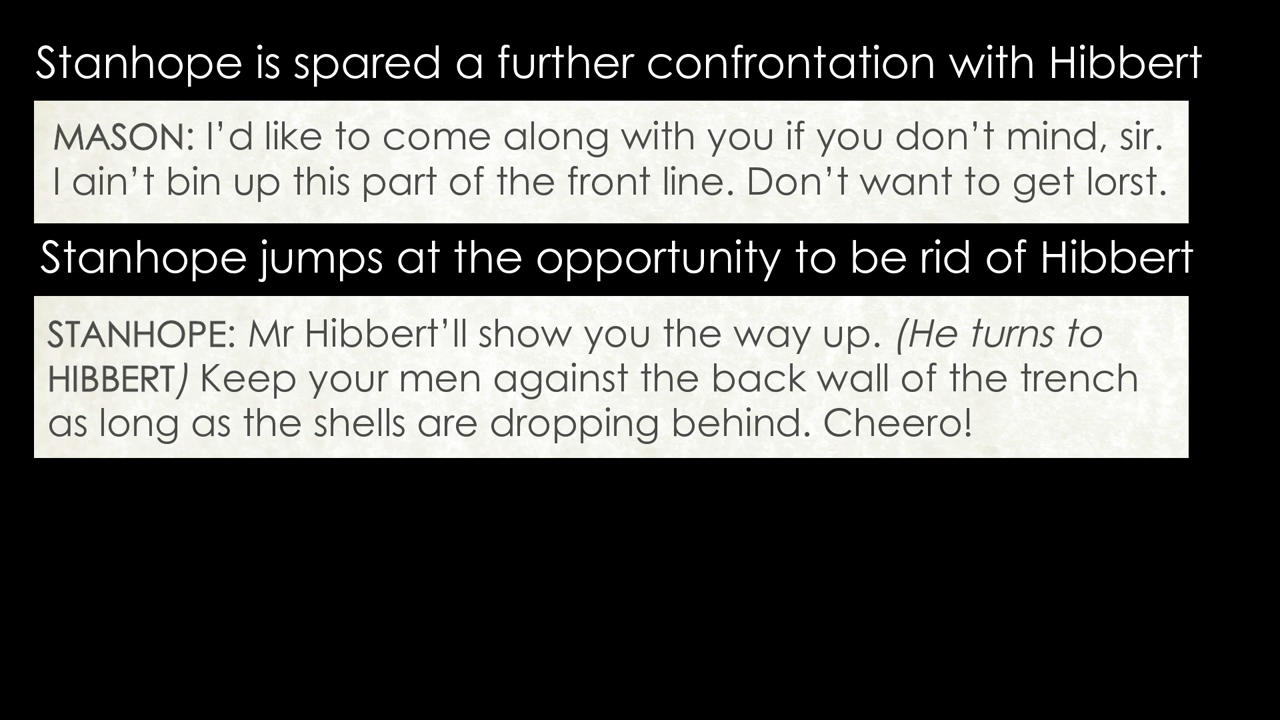 Stanhope is spared a further confrontation with Hibbert
MASON: I’d like to come along with you if you don’t mind, sir.
I ain’t bin up this part of the front line. Don’t want to get lorst.
Stanhope jumps at the opportunity to be rid of Hibbert
STANHOPE: Mr Hibbert’ll show you the way up. (He turns to
HIBBERT) Keep your men against the back wall of the trench
as long as the shells are dropping behind. Cheero!